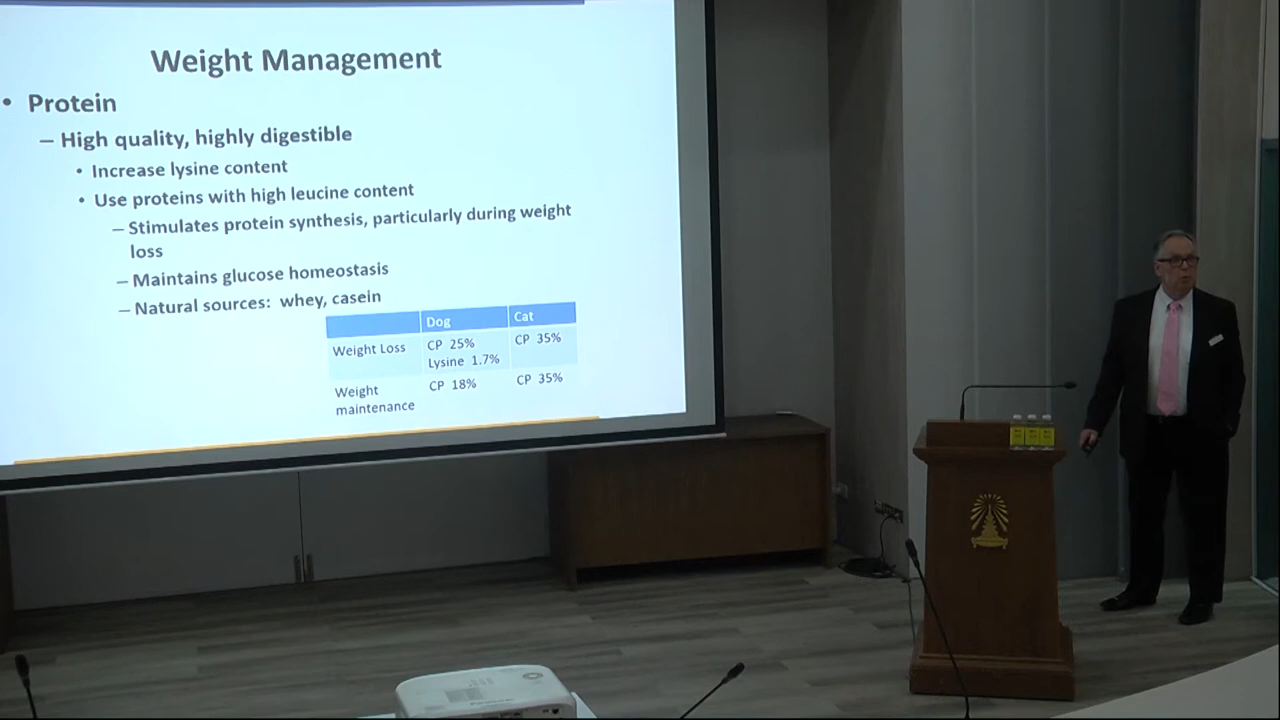 Weight Management
• Protein
– High quality, highly digestible
• Increase lysine content
• Use proteins with high leucine content
– Stimulates protein synthesis, particularly during weight
loss
– Maintains glucose homeostasis
– Natural sources: whey, casein
Dog Cat
Weight Loss CP 25% CP 35%
Lysine 1.7%
Weight CP 18% CP 35%
maintenance